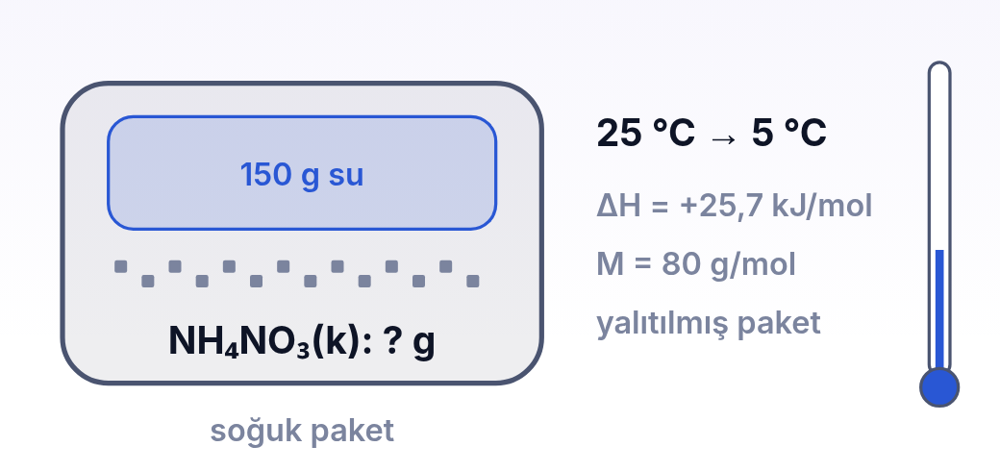 150 g su
NH₄NO₃(k): ? g
soğuk paket
25 °C → 5 °C
ΔH = +25,7 kJ/mol
M = 80 g/mol
yalıtılmış paket